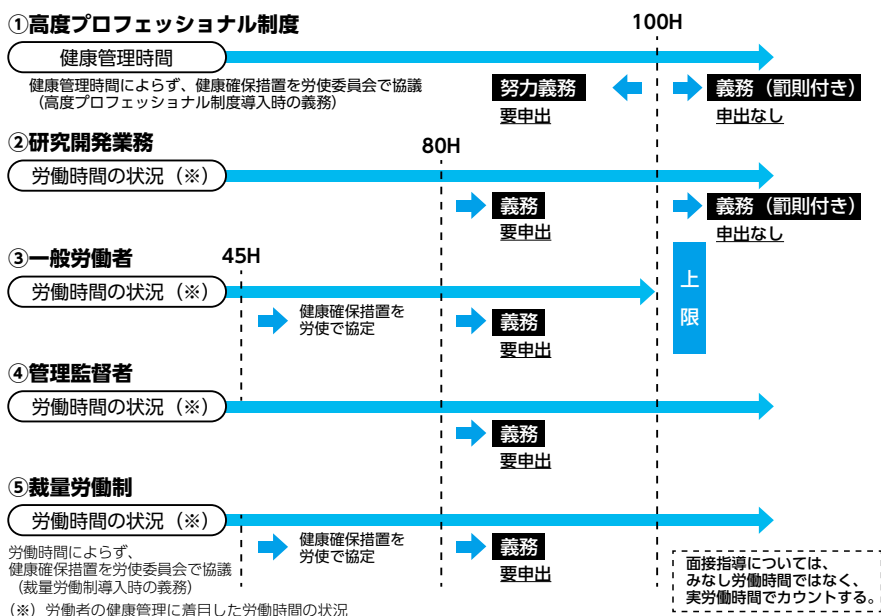 ①高度プロフェッショナル制度
100H
健康管理時間
健康管理時間によらず、健康確保措置を労使委員会で協議
（高度プロフェッショナル制度導入時の義務）
努力義務
要申出
義務（罰則付き）
申出なし
②研究開発業務
80H
労働時間の状況（※）
義務
要申出
義務（罰則付き）
申出なし
③一般労働者
45H
労働時間の状況（※）
健康確保措置を
労使で協定
義務
要申出
上
限
④管理監督者
労働時間の状況（※）
義務
要申出
⑤裁量労働制
労働時間の状況（※）
労働時間によらず、
健康確保措置を労使委員会で協議
（裁量労働制導入時の義務）
健康確保措置を
労使で協定
義務
要申出
面接指導については、
みなし労働時間ではなく、
実労働時間でカウントする。
（※）労働者の健康管理に着目した労働時間の状況